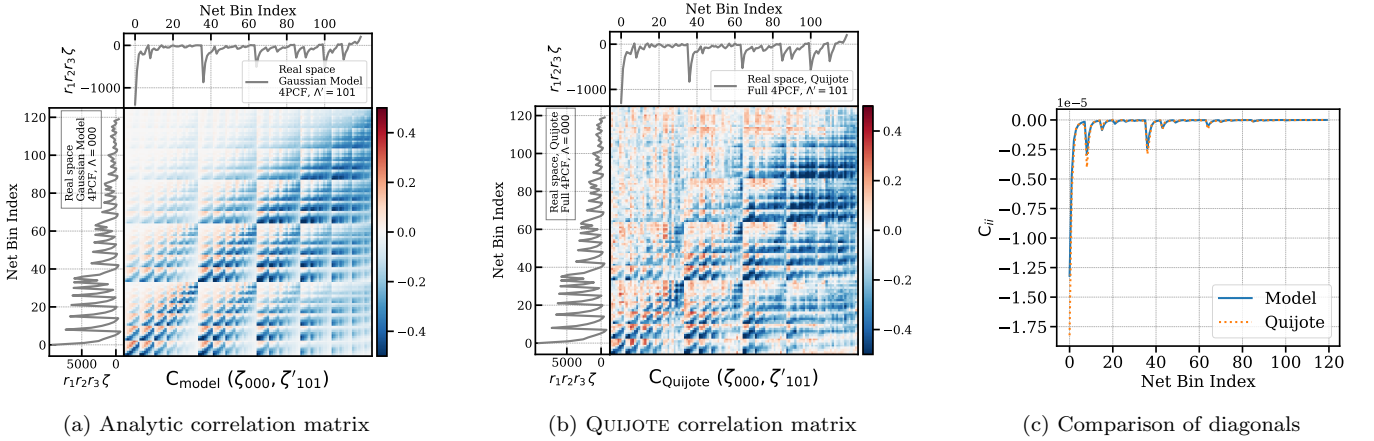 Net Bin Index
0 20 40 60 80 100
r₁r₂r₃ ζ
0
−1000
Real space
Gaussian Model
4PCF, Λ′ = 101
Net Bin Index
120
100
80
60
40
20
0
Real space
Gaussian Model
4PCF, Λ = 000
0.4
0.2
0.0
−0.2
−0.4
5000 0
r₁r₂r₃ ζ
C_model (ζ₀₀₀, ζ′₁₀₁)
(a) Analytic correlation matrix
Net Bin Index
0 20 40 60 80 100
r₁r₂r₃ ζ
0
−1000
Real space, Quijote
Full 4PCF, Λ′ = 101
Net Bin Index
120
100
80
60
40
20
0
Real space, Quijote
Full 4PCF, Λ = 000
0.4
0.2
0.0
−0.2
−0.4
5000 0
r₁r₂r₃ ζ
C_Quijote (ζ₀₀₀, ζ′₁₀₁)
(b) QUIJOTE correlation matrix
1e−5
0.00
−0.25
−0.50
−0.75
−1.00
−1.25
−1.50
−1.75
C_ii
Model
Quijote
0 20 40 60 80 100 120
Net Bin Index
(c) Comparison of diagonals